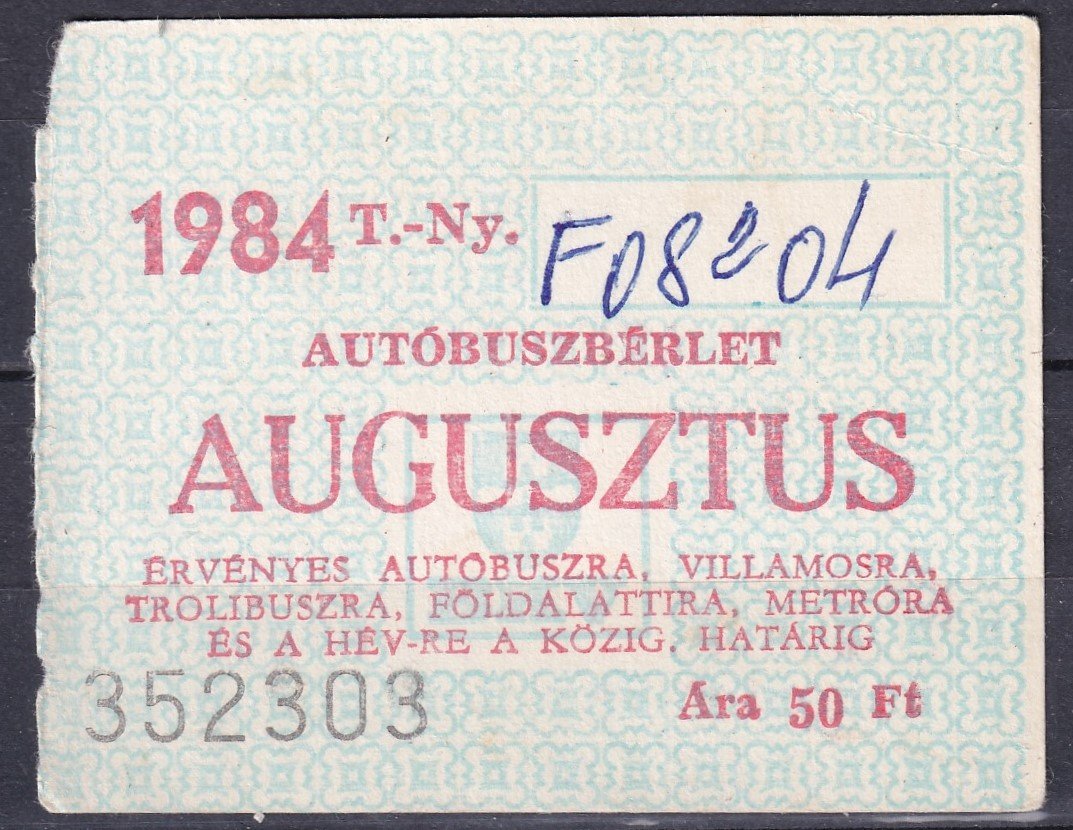 1984 T.-Ny. F08204
AUTÓBUSZBÉRLET
AUGUSZTUS
ÉRVÉNYES AUTÓBUSZRA, VILLAMOSRA,
TROLIBUSZRA, FÖLDALATTIRA, METRÓRA
ÉS A HÉV-RE A KÖZIG. HATÁRIG
352303 Ára 50 Ft